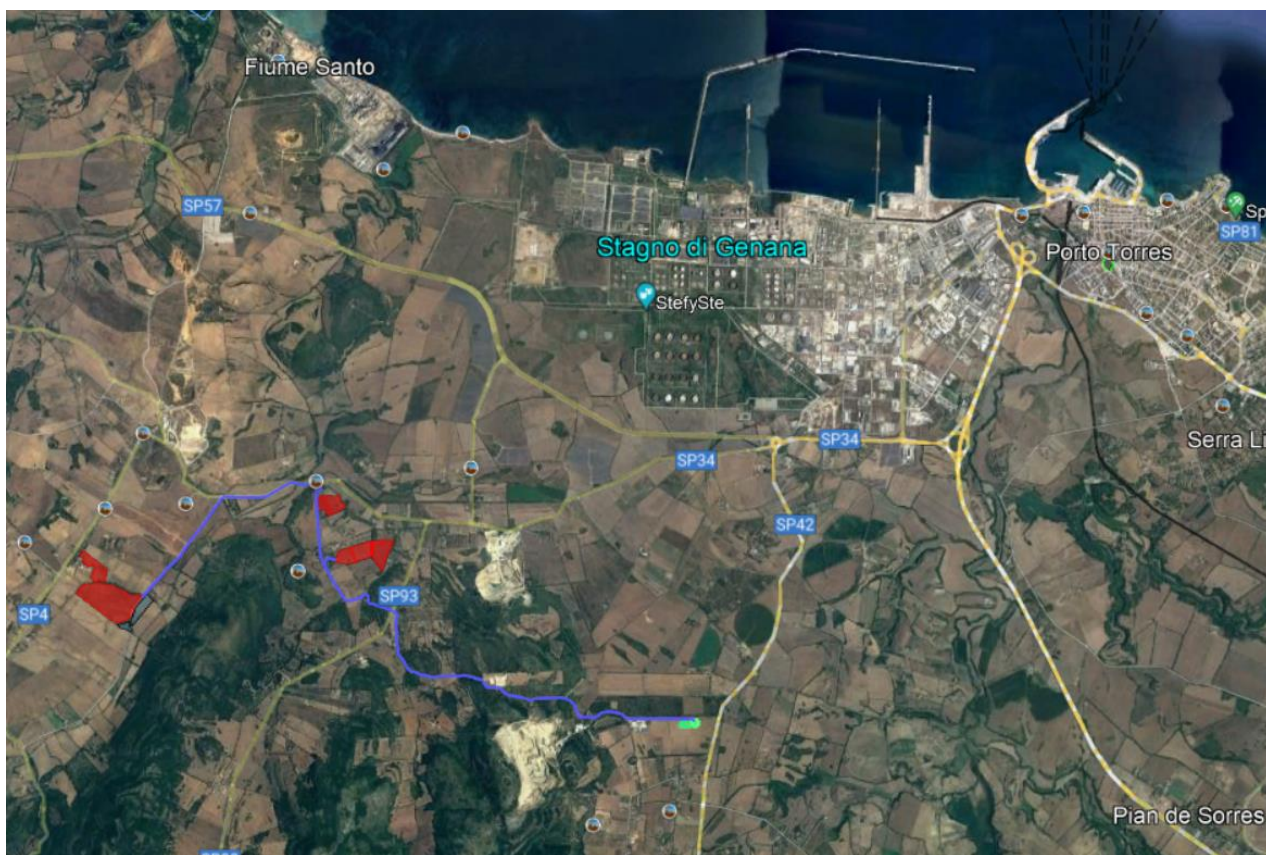 Fiume Santo
SP57
Stagno di Genana
StefySte
Porto Torres
Sp
SP81
SP34
SP34
Serra Li
SP42
SP4
SP93
Pian de Sorres